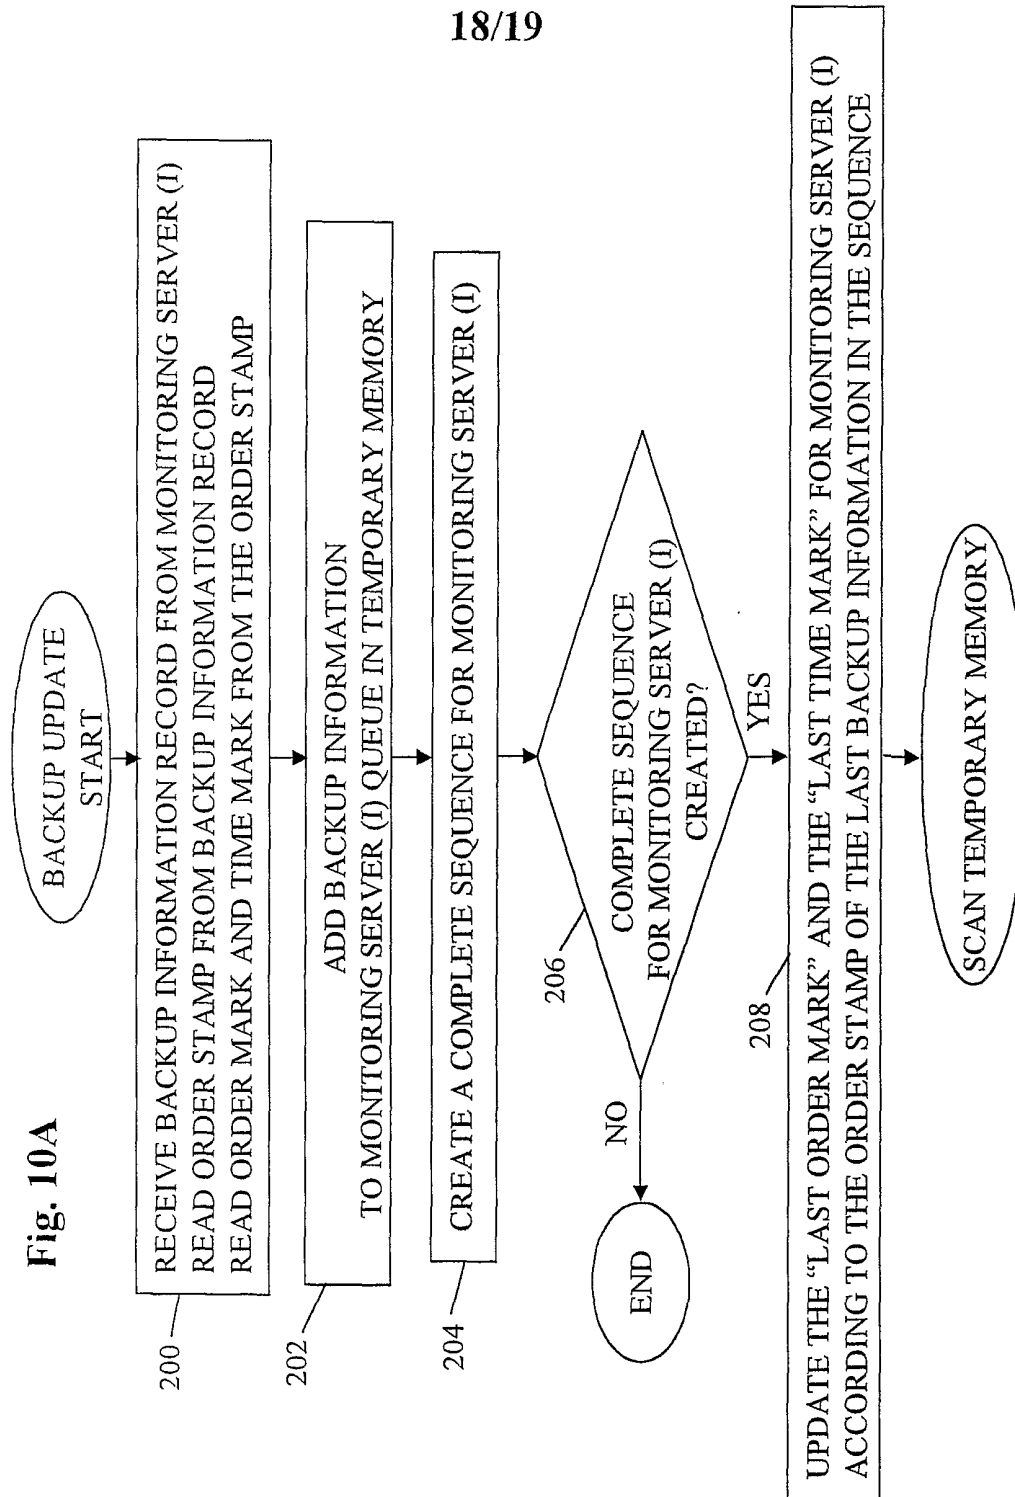 18/19
Fig. 10A
BACKUP UPDATE
START
RECEIVE BACKUP INFORMATION RECORD FROM MONITORING SERVER (I)
READ ORDER STAMP FROM BACKUP INFORMATION RECORD
READ ORDER MARK AND TIME MARK FROM THE ORDER STAMP
200
ADD BACKUP INFORMATION
TO MONITORING SERVER (I) QUEUE IN TEMPORARY MEMORY
202
CREATE A COMPLETE SEQUENCE FOR MONITORING SERVER (I)
204
COMPLETE SEQUENCE
FOR MONITORING SERVER (I)
CREATED?
206
NO
END
YES
208
UPDATE THE “LAST ORDER MARK” AND THE “LAST TIME MARK” FOR MONITORING SERVER (I)
ACCORDING TO THE ORDER STAMP OF THE LAST BACKUP INFORMATION IN THE SEQUENCE
SCAN TEMPORARY MEMORY